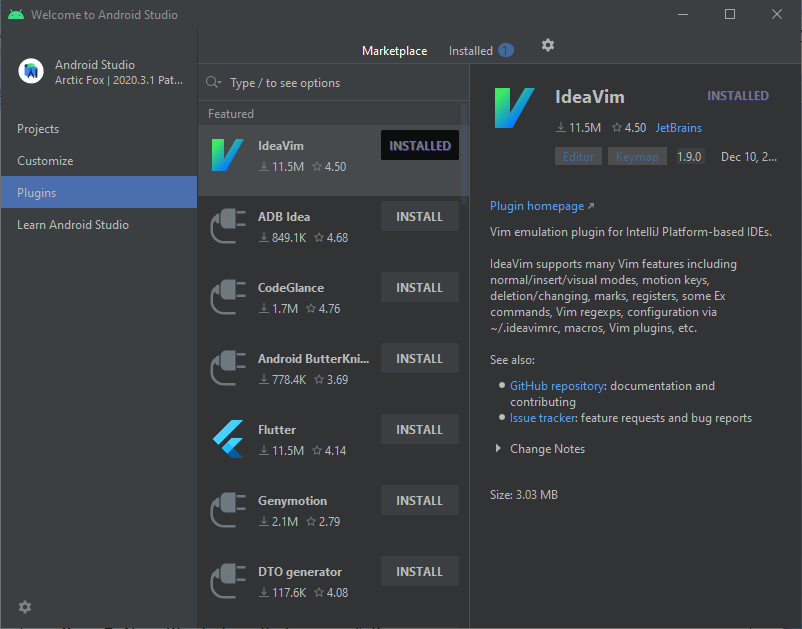 Welcome to Android Studio
Android Studio
Arctic Fox | 2020.3.1 Pat...
Projects
Customize
Plugins
Learn Android Studio
Marketplace
Installed 1
Type / to see options
Featured
IdeaVim
11.5M 4.50
INSTALLED
ADB Idea
849.1K 4.68
INSTALL
CodeGlance
1.7M 4.76
INSTALL
Android ButterKni...
778.4K 3.69
INSTALL
Flutter
11.5M 4.14
INSTALL
Genymotion
2.1M 2.79
INSTALL
DTO generator
117.6K 4.08
INSTALL
IdeaVim
INSTALLED
11.5M 4.50 JetBrains
Editor Keymap 1.9.0 Dec 10, 2...
Plugin homepage
Vim emulation plugin for IntelliJ Platform-based IDEs.
IdeaVim supports many Vim features including
normal/insert/visual modes, motion keys,
deletion/changing, marks, registers, some Ex
commands, Vim regexps, configuration via
~/.ideavimrc, macros, Vim plugins, etc.
See also:
GitHub repository: documentation and
contributing
Issue tracker: feature requests and bug reports
Change Notes
Size: 3.03 MB